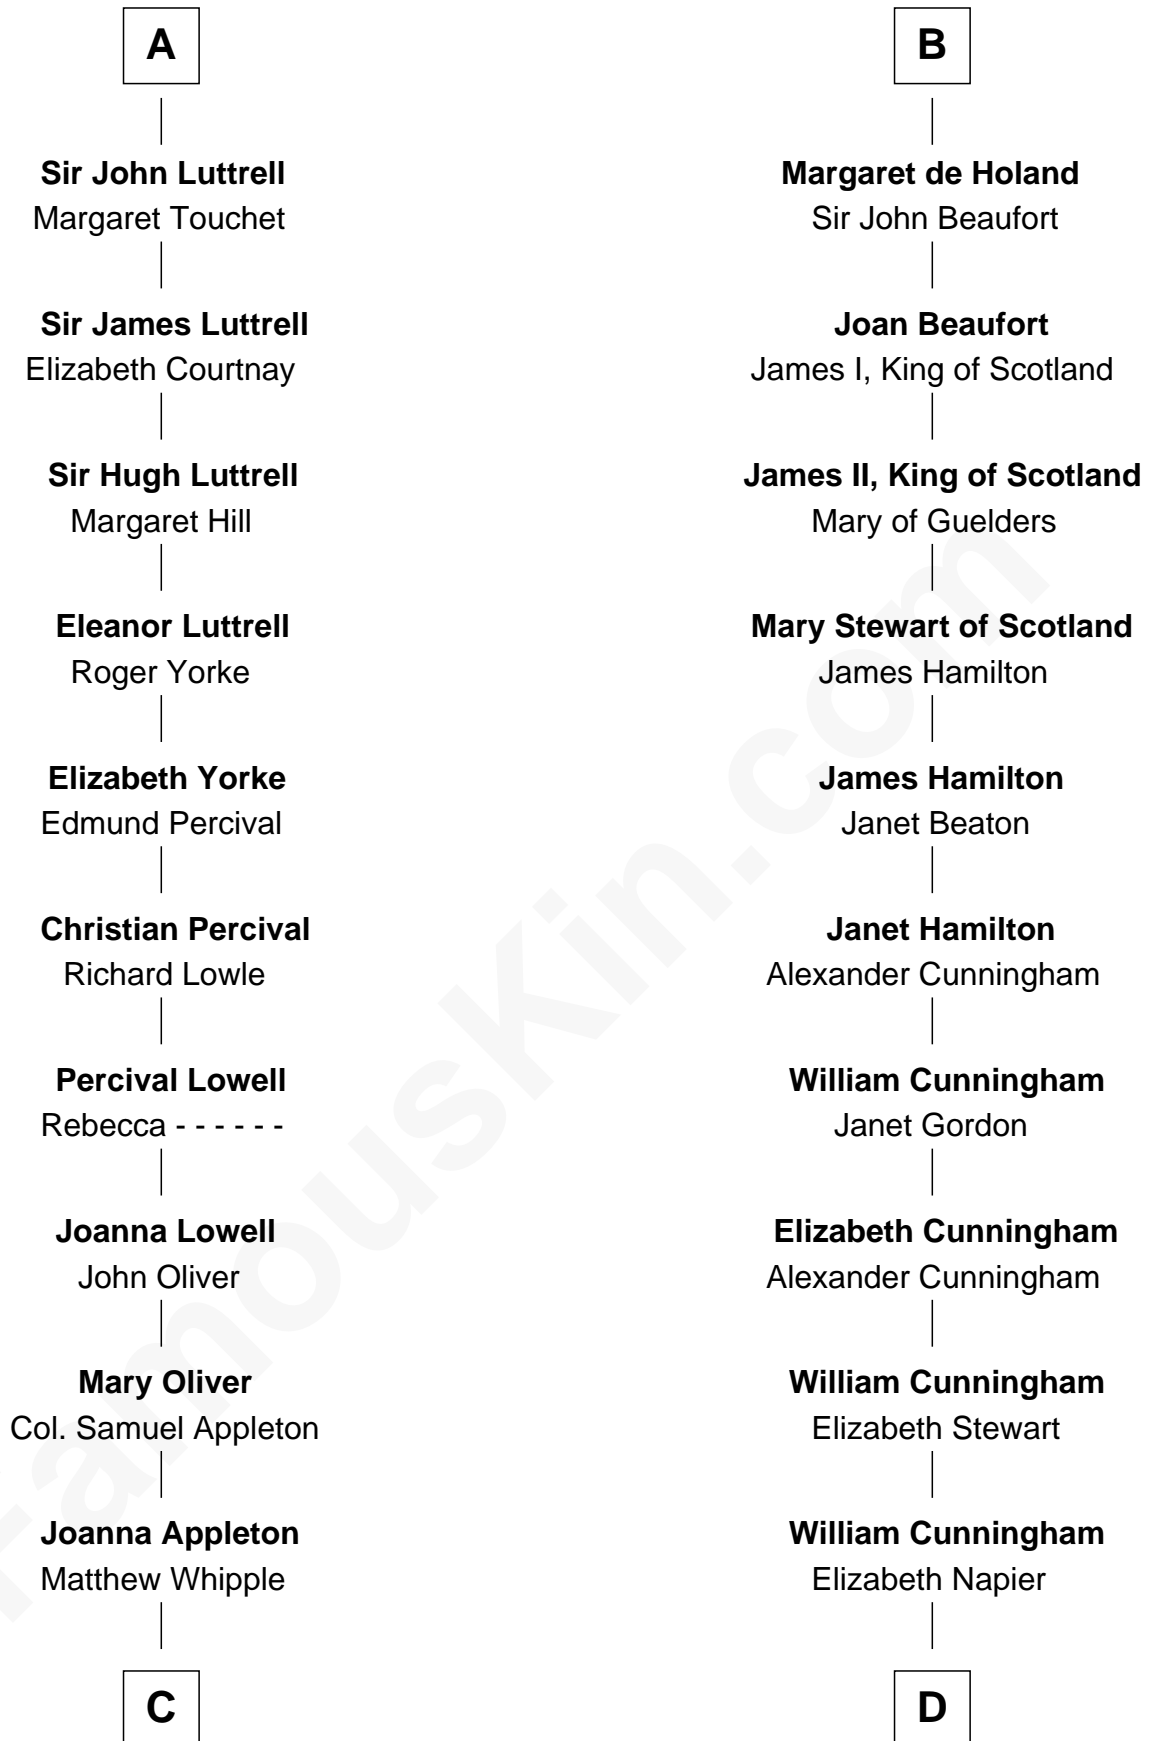 A
Sir John Luttrell
Margaret Touchet
Sir James Luttrell
Elizabeth Courtnay
Sir Hugh Luttrell
Margaret Hill
Eleanor Luttrell
Roger Yorke
Elizabeth Yorke
Edmund Percival
Christian Percival
Richard Lowle
Percival Lowell
Rebecca - - - - - -
Joanna Lowell
John Oliver
Mary Oliver
Col. Samuel Appleton
Joanna Appleton
Matthew Whipple
C
B
Margaret de Holand
Sir John Beaufort
Joan Beaufort
James I, King of Scotland
James II, King of Scotland
Mary of Guelders
Mary Stewart of Scotland
James Hamilton
James Hamilton
Janet Beaton
Janet Hamilton
Alexander Cunningham
William Cunningham
Janet Gordon
Elizabeth Cunningham
Alexander Cunningham
William Cunningham
Elizabeth Stewart
William Cunningham
Elizabeth Napier
D
FamousKin.com